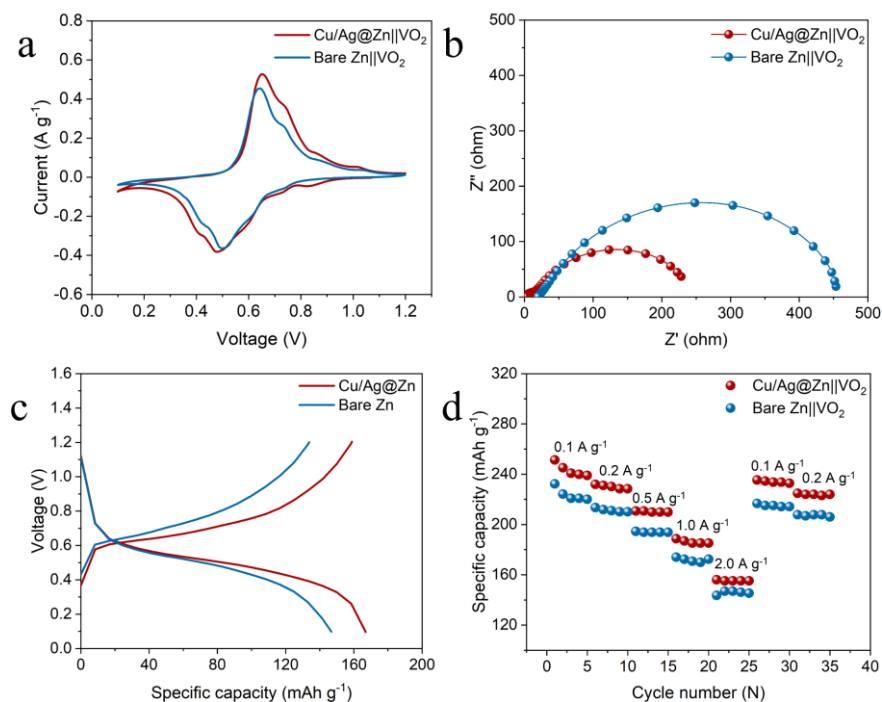 a
Cu/Ag@Zn||VO₂
Bare Zn||VO₂
Current (A g⁻¹)
0.8
0.6
0.4
0.2
0.0
-0.2
-0.4
-0.6
0.0 0.2 0.4 0.6 0.8 1.0 1.2
Voltage (V)
b
Cu/Ag@Zn||VO₂
Bare Zn||VO₂
Z'' (ohm)
500
400
300
200
100
0
0 100 200 300 400 500
Z' (ohm)
c
Cu/Ag@Zn
Bare Zn
Voltage (V)
1.6
1.4
1.2
1.0
0.8
0.6
0.4
0.2
0.0
0 40 80 120 160 200
Specific capacity (mAh g⁻¹)
d
Cu/Ag@Zn||VO₂
Bare Zn||VO₂
Specific capacity (mAh g⁻¹)
320
280
240
200
160
100
0.1 A g⁻¹
0.2 A g⁻¹
0.5 A g⁻¹
1.0 A g⁻¹
2.0 A g⁻¹
0.1 A g⁻¹
0.2 A g⁻¹
0 5 10 15 20 25 30 35 40
Cycle number (N)